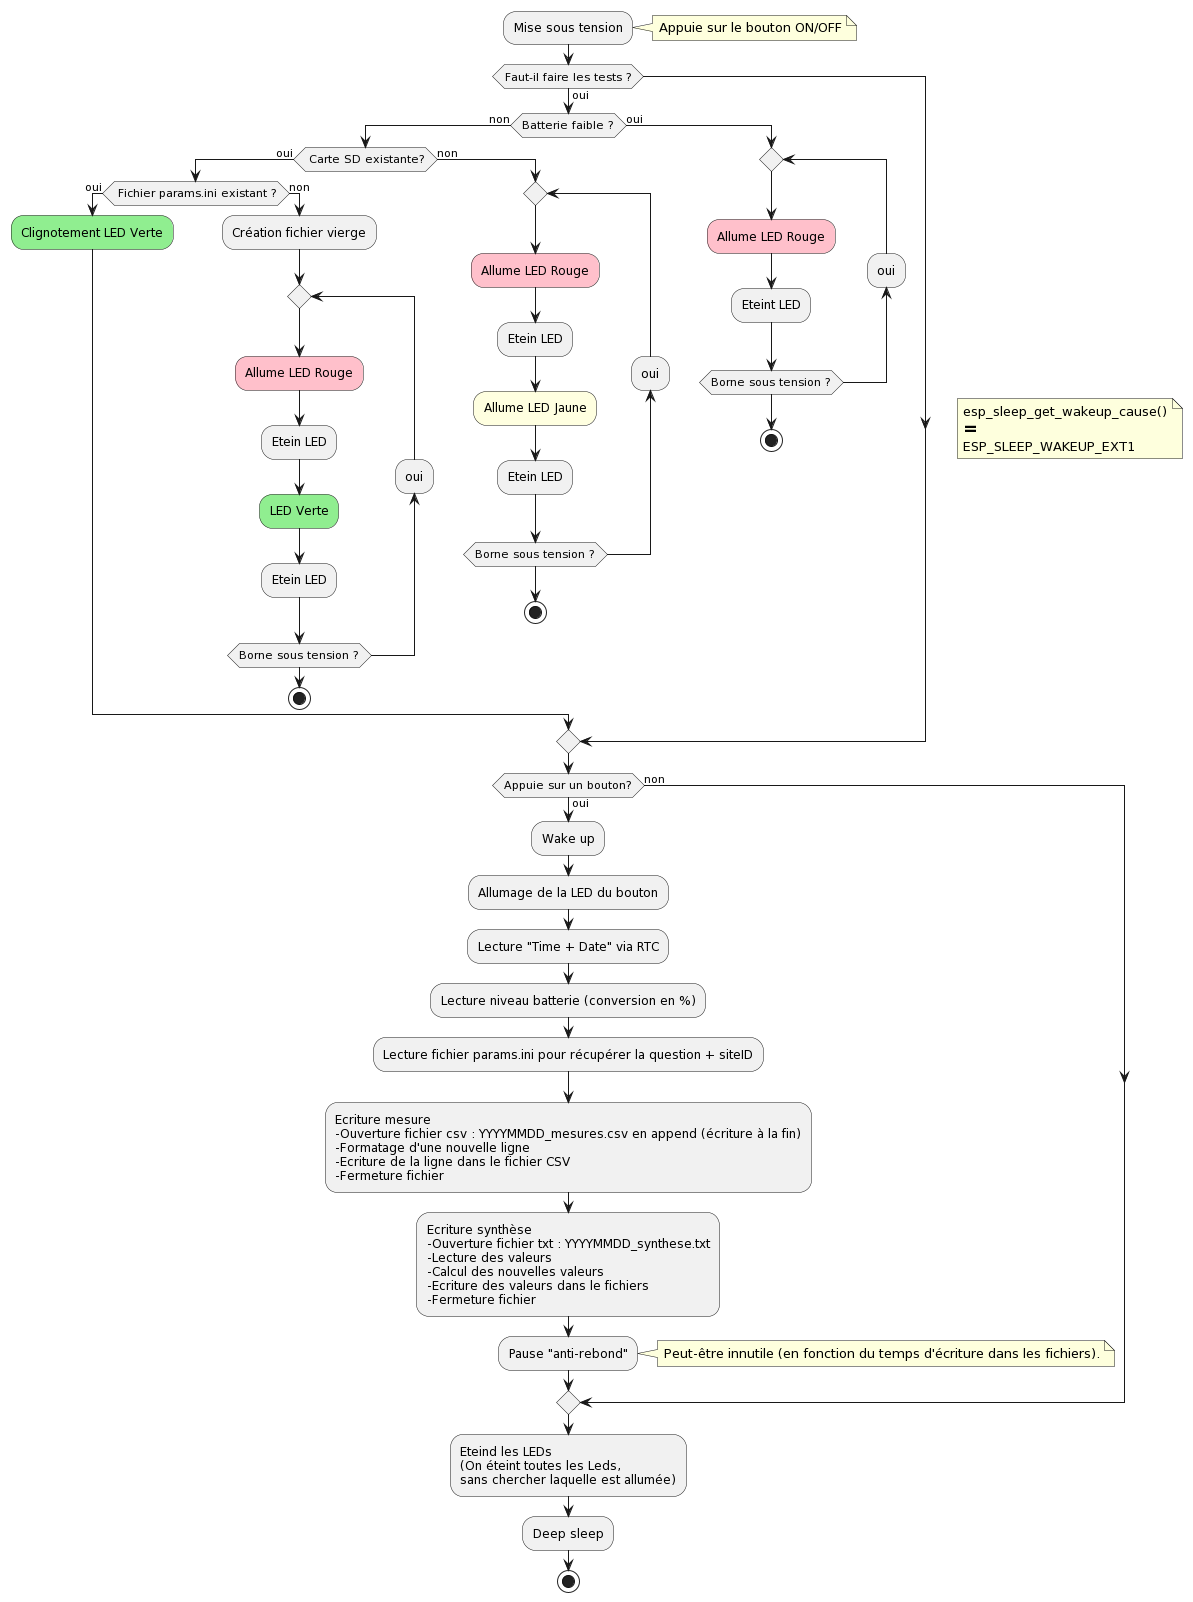 Mise sous tension
Appuie sur le bouton ON/OFF
Faut-il faire les tests ?
oui
Batterie faible ?
non
oui
Carte SD existante?
oui
non
Fichier params.ini existant ?
oui
non
Clignotement LED Verte
Création fichier vierge
Allume LED Rouge
Etein LED
LED Verte
Etein LED
oui
Borne sous tension ?
Allume LED Rouge
Etein LED
Allume LED Jaune
Etein LED
oui
Borne sous tension ?
Allume LED Rouge
Eteint LED
oui
Borne sous tension ?
esp_sleep_get_wakeup_cause()
=
ESP_SLEEP_WAKEUP_EXT1
Appuie sur un bouton?
non
oui
Wake up
Allumage de la LED du bouton
Lecture "Time + Date" via RTC
Lecture niveau batterie (conversion en %)
Lecture fichier params.ini pour récupérer la question + siteID
Ecriture mesure
-Ouverture fichier csv : YYYYMMDD_mesures.csv en append (écriture à la fin)
-Formatage d'une nouvelle ligne
-Ecriture de la ligne dans le fichier CSV
-Fermeture fichier
Ecriture synthèse
-Ouverture fichier txt : YYYYMMDD_synthese.txt
-Lecture des valeurs
-Calcul des nouvelles valeurs
-Ecriture des valeurs dans le fichiers
-Fermeture fichier
Pause "anti-rebond"
Peut-être innutile (en fonction du temps d'écriture dans les fichiers).
Eteind les LEDs
(On éteint toutes les Leds,
sans chercher laquelle est allumée)
Deep sleep